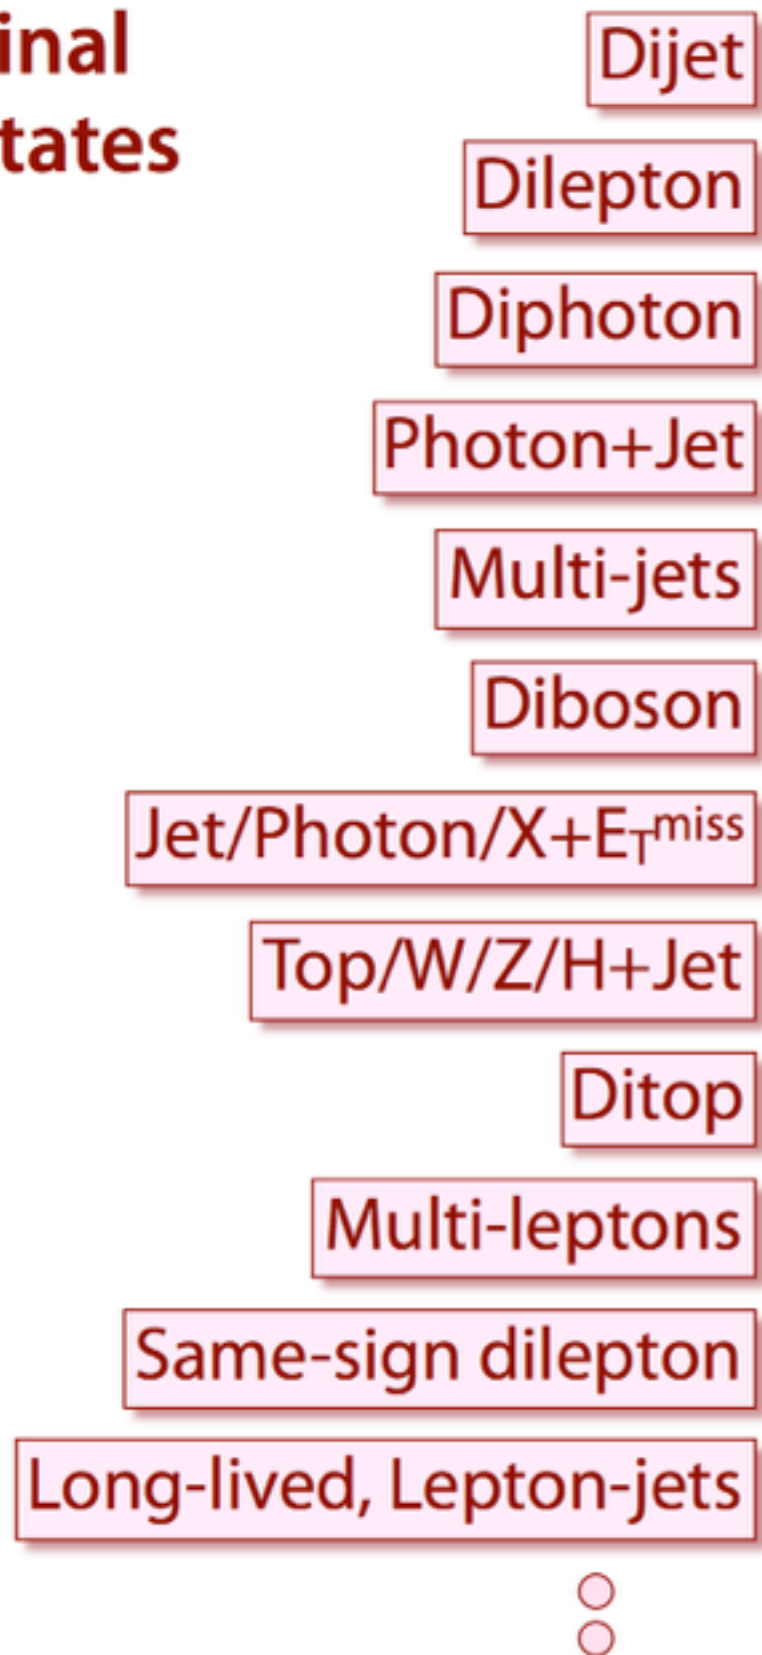 inal
tates
Dijet
Dilepton
Diphoton
Photon+Jet
Multi-jets
Diboson
Jet/Photon/X+ETmiss
Top/W/Z/H+Jet
Ditop
Multi-leptons
Same-sign dilepton
Long-lived, Lepton-jets